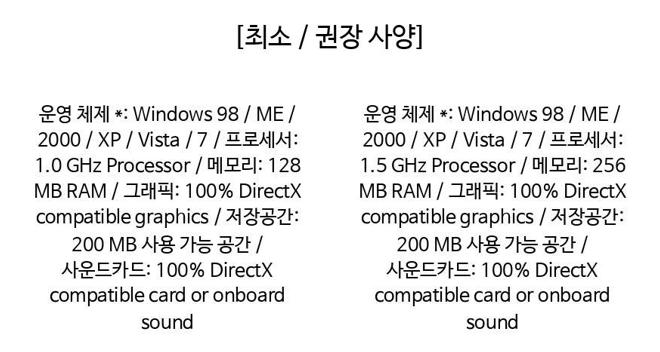 [최소 / 권장 사양]
운영 체제 *: Windows 98 / ME /
2000 / XP / Vista / 7 / 프로세서:
1.0 GHz Processor / 메모리: 128
MB RAM / 그래픽: 100% DirectX
compatible graphics / 저장공간:
200 MB 사용 가능 공간 /
사운드카드: 100% DirectX
compatible card or onboard
sound
운영 체제 *: Windows 98 / ME /
2000 / XP / Vista / 7 / 프로세서:
1.5 GHz Processor / 메모리: 256
MB RAM / 그래픽: 100% DirectX
compatible graphics / 저장공간:
200 MB 사용 가능 공간 /
사운드카드: 100% DirectX
compatible card or onboard
sound